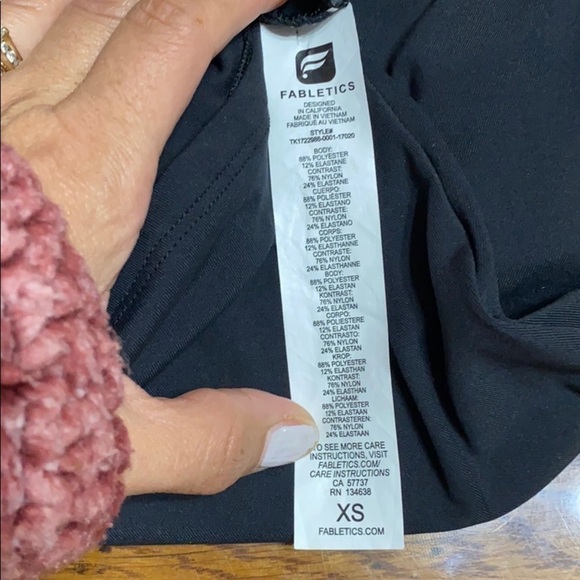 FABLETICS
DESIGNED
IN CALIFORNIA
MADE IN VIETNAM
FABRIQUÉ AU VIETNAM
STYLE#
TK1722986-0001-17020
BODY:
88% POLYESTER
12% ELASTANE
CONTRAST:
76% NYLON
24% ELASTANE
CUERPO:
88% POLIÉSTER
12% ELASTANO
CONTRASTE:
76% NYLON
24% ELASTANO
CORPS:
88% POLYESTER
12% ELASTHANNE
CONTRASTE:
76% NYLON
24% ELASTHANNE
BODY:
88% POLYESTER
12% ELASTAN
KONTRAST:
76% NYLON
24% ELASTAN
CORPO:
88% POLIESTERE
12% ELASTAN
CONTRASTO:
76% NYLON
24% ELASTAN
KROP:
88% POLYESTER
12% ELASTHAN
KONTRAST:
76% NYLON
24% ELASTHAN
LICHAAM:
88% POLYESTER
12% ELASTAAN
CONTRASTEREN:
76% NYLON
24% ELASTAAN
TO SEE MORE CARE
INSTRUCTIONS, VISIT
FABLETICS.COM/
CARE INSTRUCTIONS
CA 57737
RN 134638
XS
FABLETICS.COM